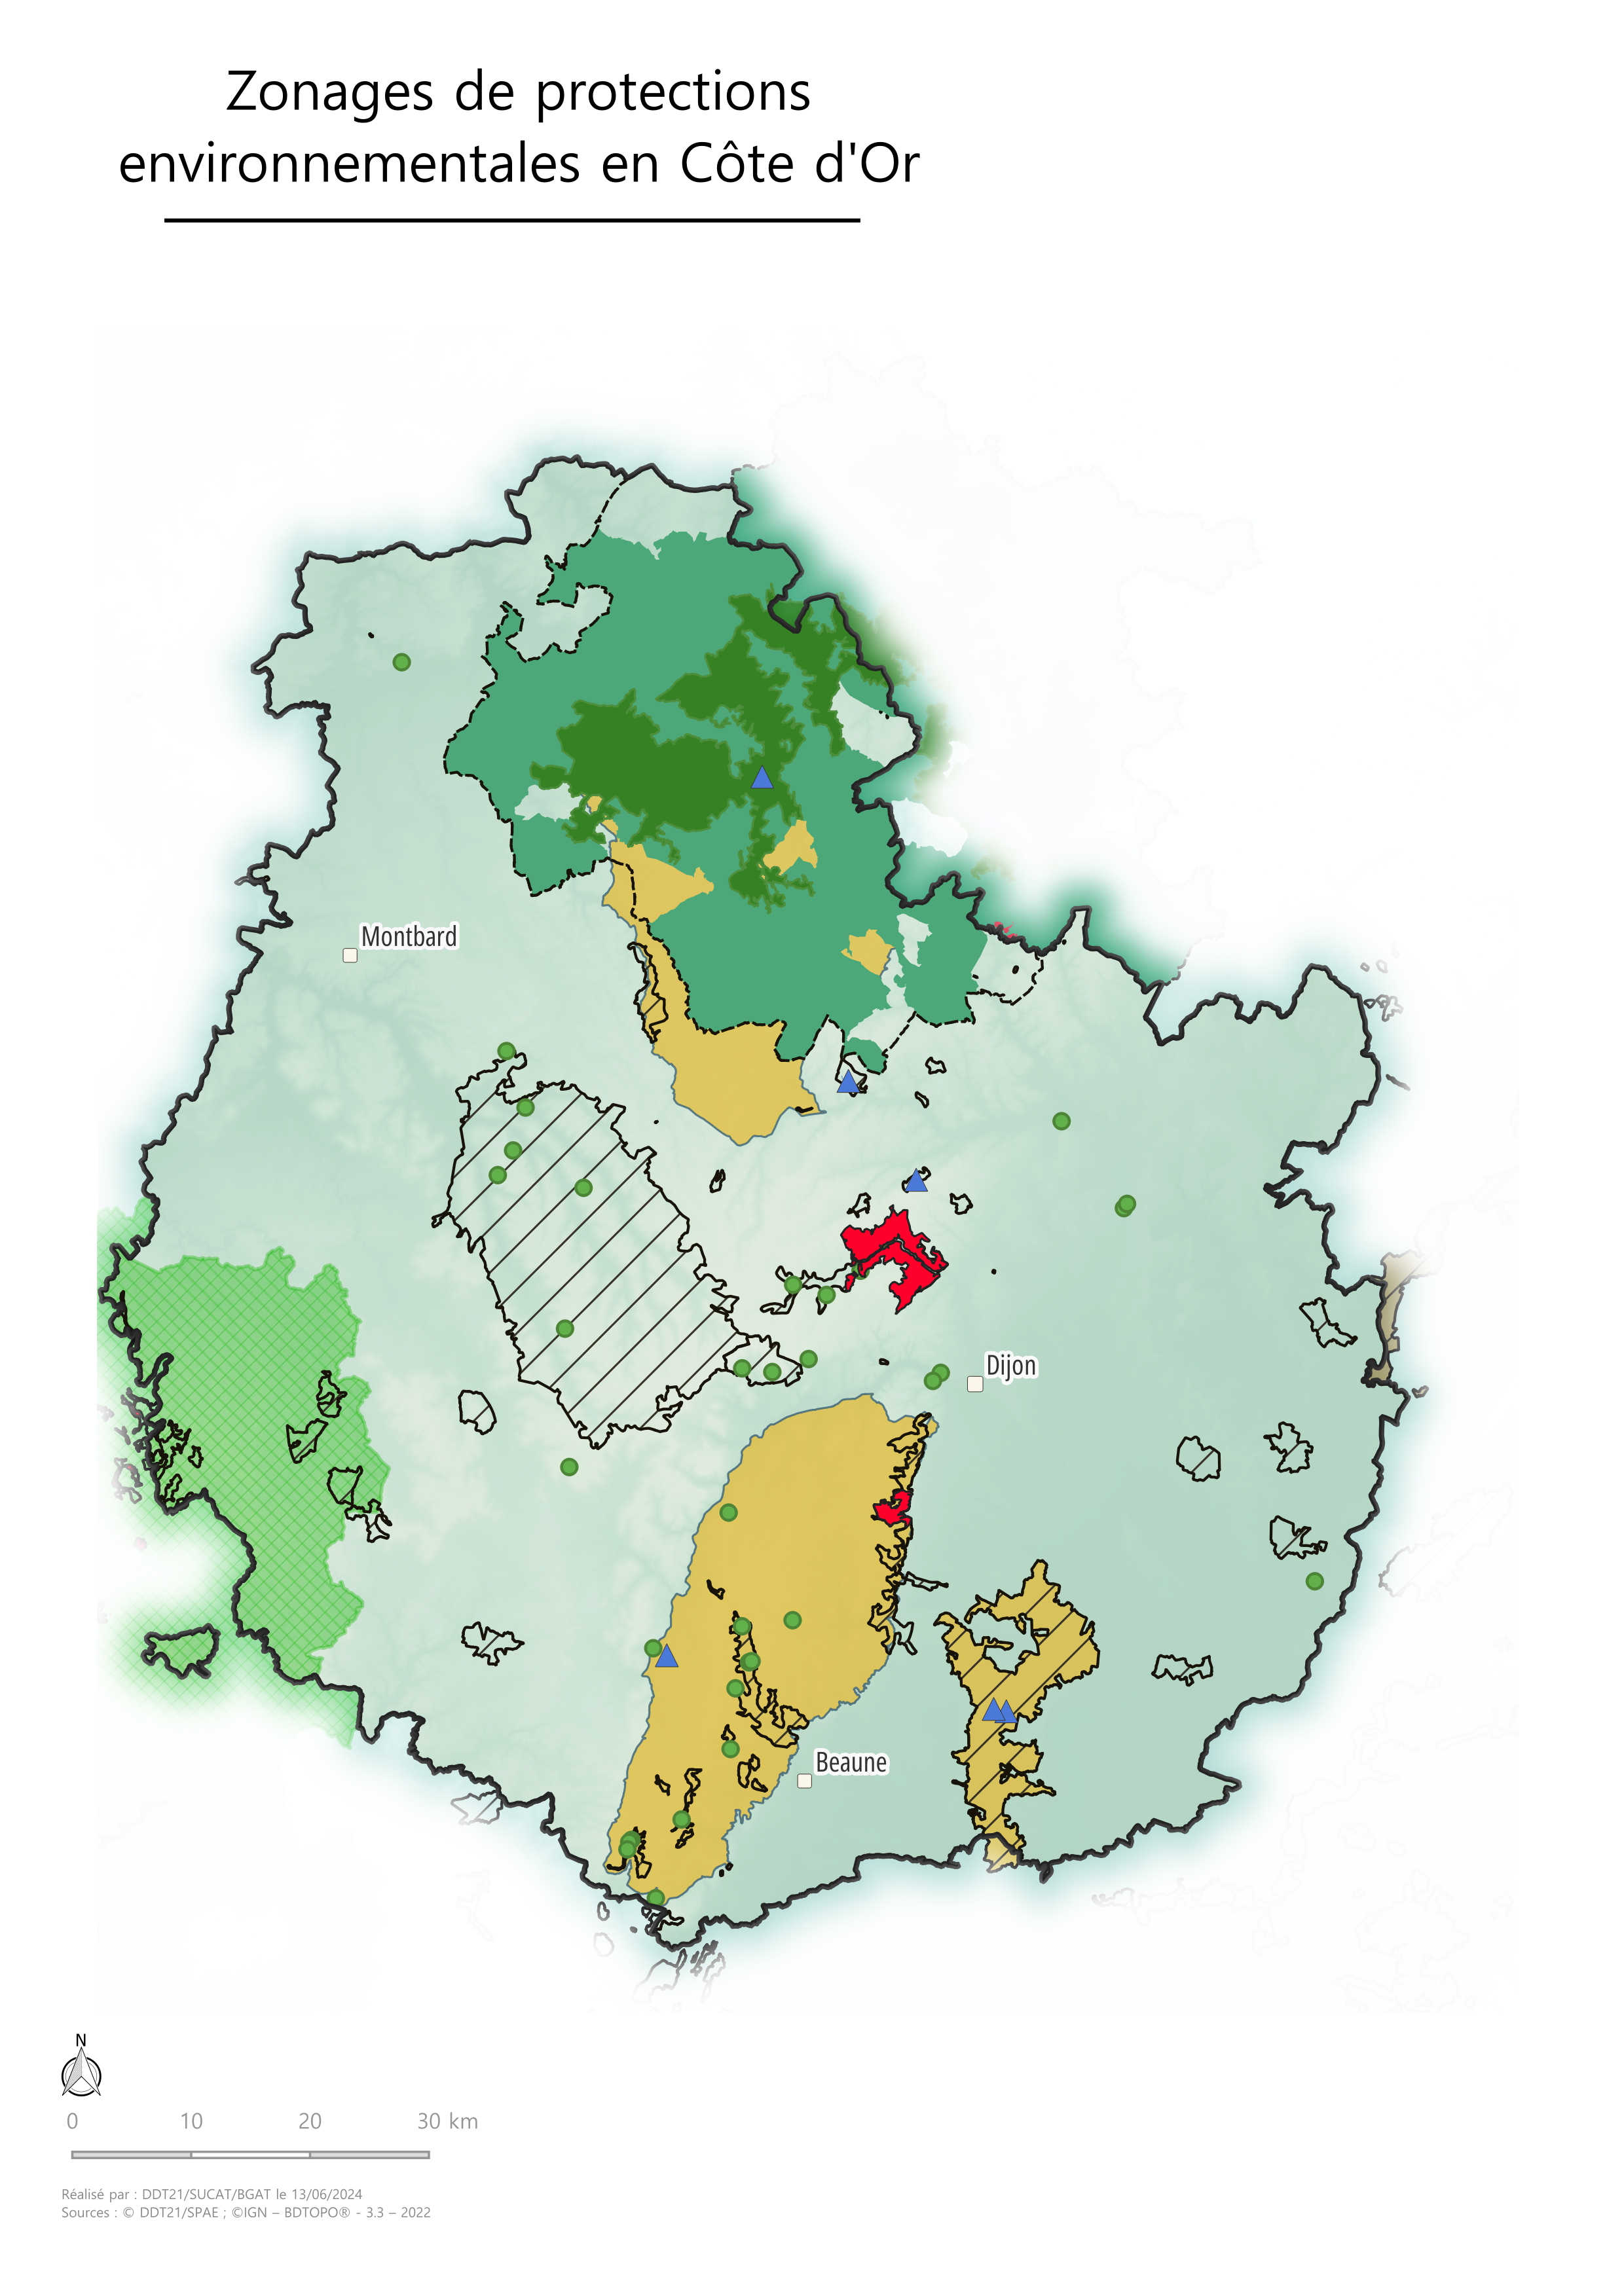 Zonages de protections
environnementales en Côte d'Or
Montbard
Dijon
Beaune
N
0 10 20 30 km
Réalisé par : DDT21/SUCAT/BGAT le 13/06/2024
Sources : © DDT21/SPAE ; ©IGN – BDTOPO® - 3.3 – 2022